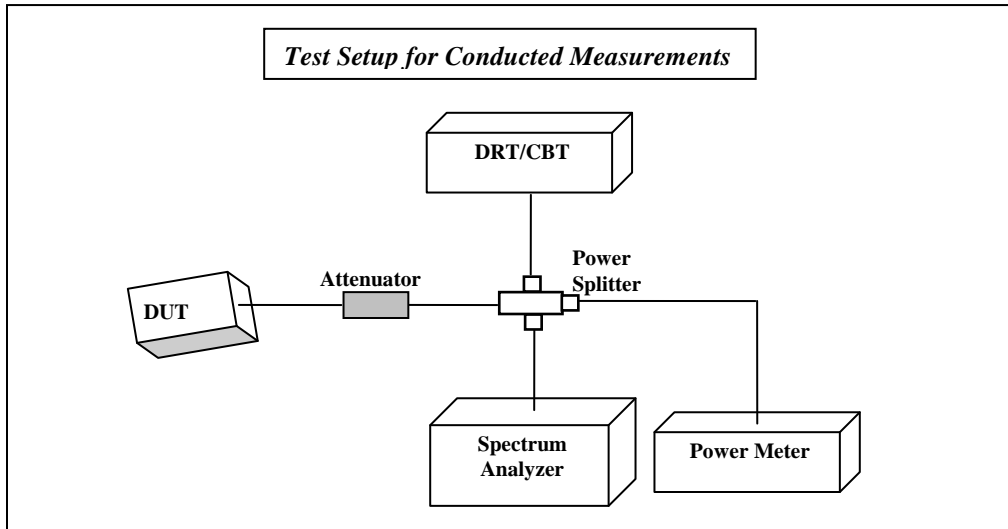 Test Setup for Conducted Measurements
DRT/CBT
Power
Splitter
Attenuator
DUT
Spectrum
Analyzer
Power Meter